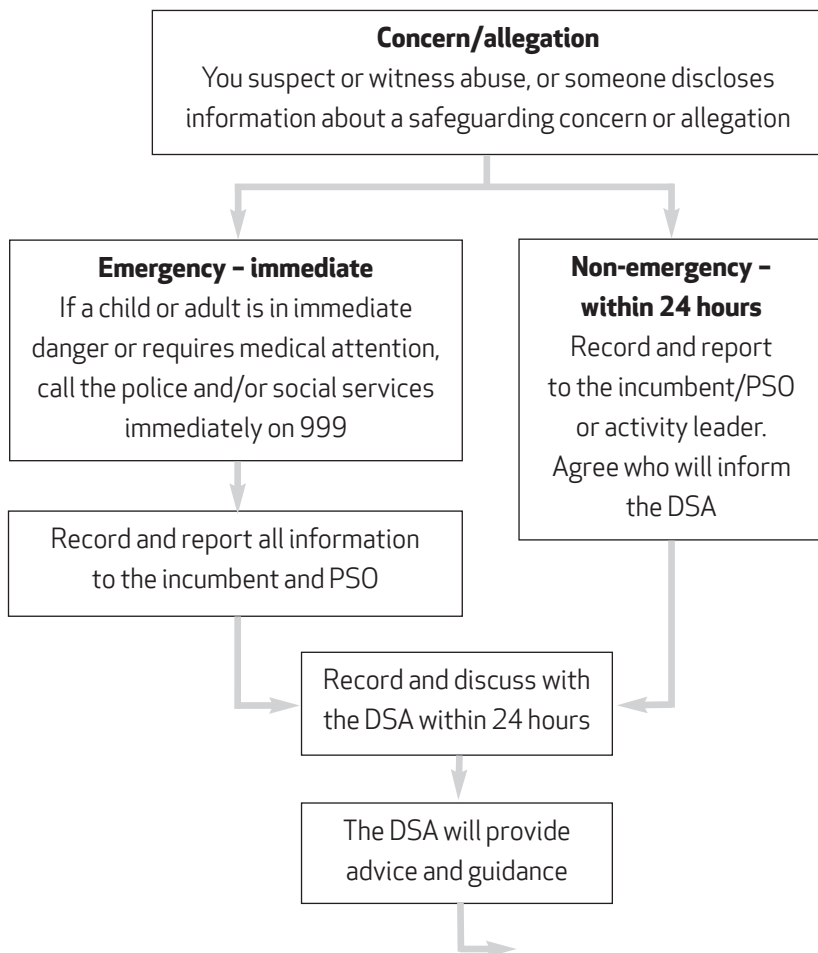 Concern/allegation
You suspect or witness abuse, or someone discloses
information about a safeguarding concern or allegation
Emergency – immediate
If a child or adult is in immediate
danger or requires medical attention,
call the police and/or social services
immediately on 999
Non-emergency –
within 24 hours
Record and report
to the incumbent/PSO
or activity leader.
Agree who will inform
the DSA
Record and report all information
to the incumbent and PSO
Record and discuss with
the DSA within 24 hours
The DSA will provide
advice and guidance